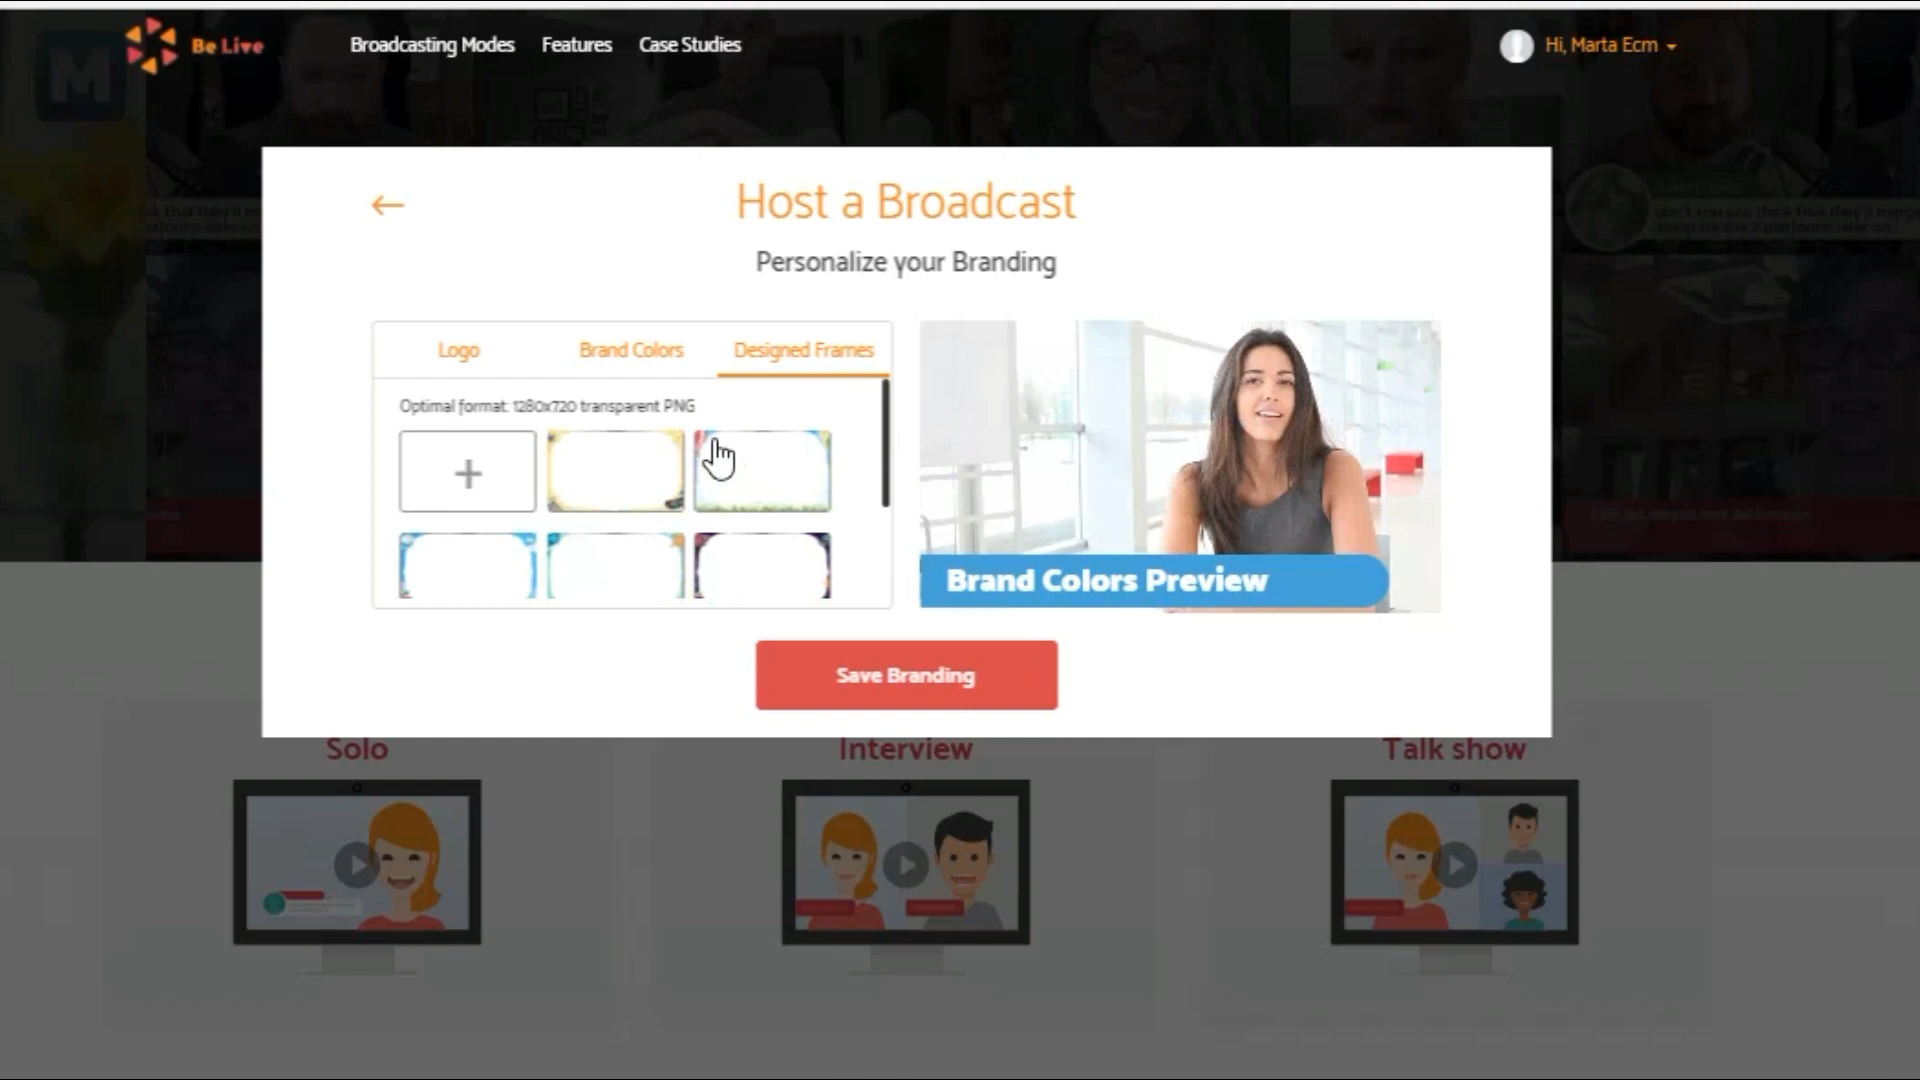 M
Be Live
Broadcasting Modes
Features
Case Studies
Hi, Marta Ecm
Host a Broadcast
Personalize your Branding
Logo
Brand Colors
Designed Frames
Optimal format: 1280x720 transparent PNG
Brand Colors Preview
Save Branding
Solo
Interview
Talk show